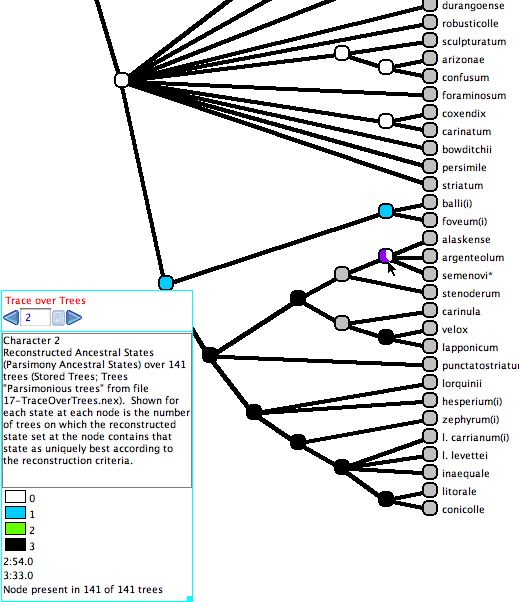 durangoense
robusticolle
sculpturatum
arizonae
confusum
foraminosum
coxendix
carinatum
bowditchii
persimile
striatum
balli(i)
foveum(i)
alaskense
argenteolum
semenovi*
stenoderum
carinula
velox
lapponicum
punctatostriatu
lorquinii
hesperium(i)
zephyrum(i)
l. carrianum(i)
l. levettei
inaequale
litorale
conicolle
Trace over Trees
2
Character 2
Reconstructed Ancestral States
(Parsimony Ancestral States) over 141
trees (Stored Trees; Trees
"Parsimonious trees" from file
17-TraceOverTrees.nex). Shown for
each state at each node is the number
of trees on which the reconstructed
state set at the node contains that
state as uniquely best according to
the reconstruction criteria.
0
1
2
3
2:54.0
3:33.0
Node present in 141 of 141 trees